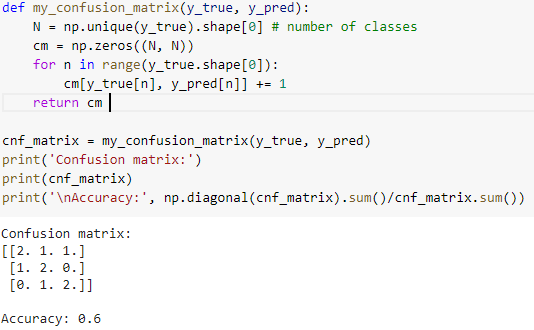 def my_confusion_matrix(y_true, y_pred):
    N = np.unique(y_true).shape[0] # number of classes
    cm = np.zeros((N, N))
    for n in range(y_true.shape[0]):
        cm[y_true[n], y_pred[n]] += 1
    return cm
cnf_matrix = my_confusion_matrix(y_true, y_pred)
print('Confusion matrix:')
print(cnf_matrix)
print('\nAccuracy:', np.diagonal(cnf_matrix).sum()/cnf_matrix.sum())
Confusion matrix:
[[2. 1. 1.]
 [1. 2. 0.]
 [0. 1. 2.]]
Accuracy: 0.6